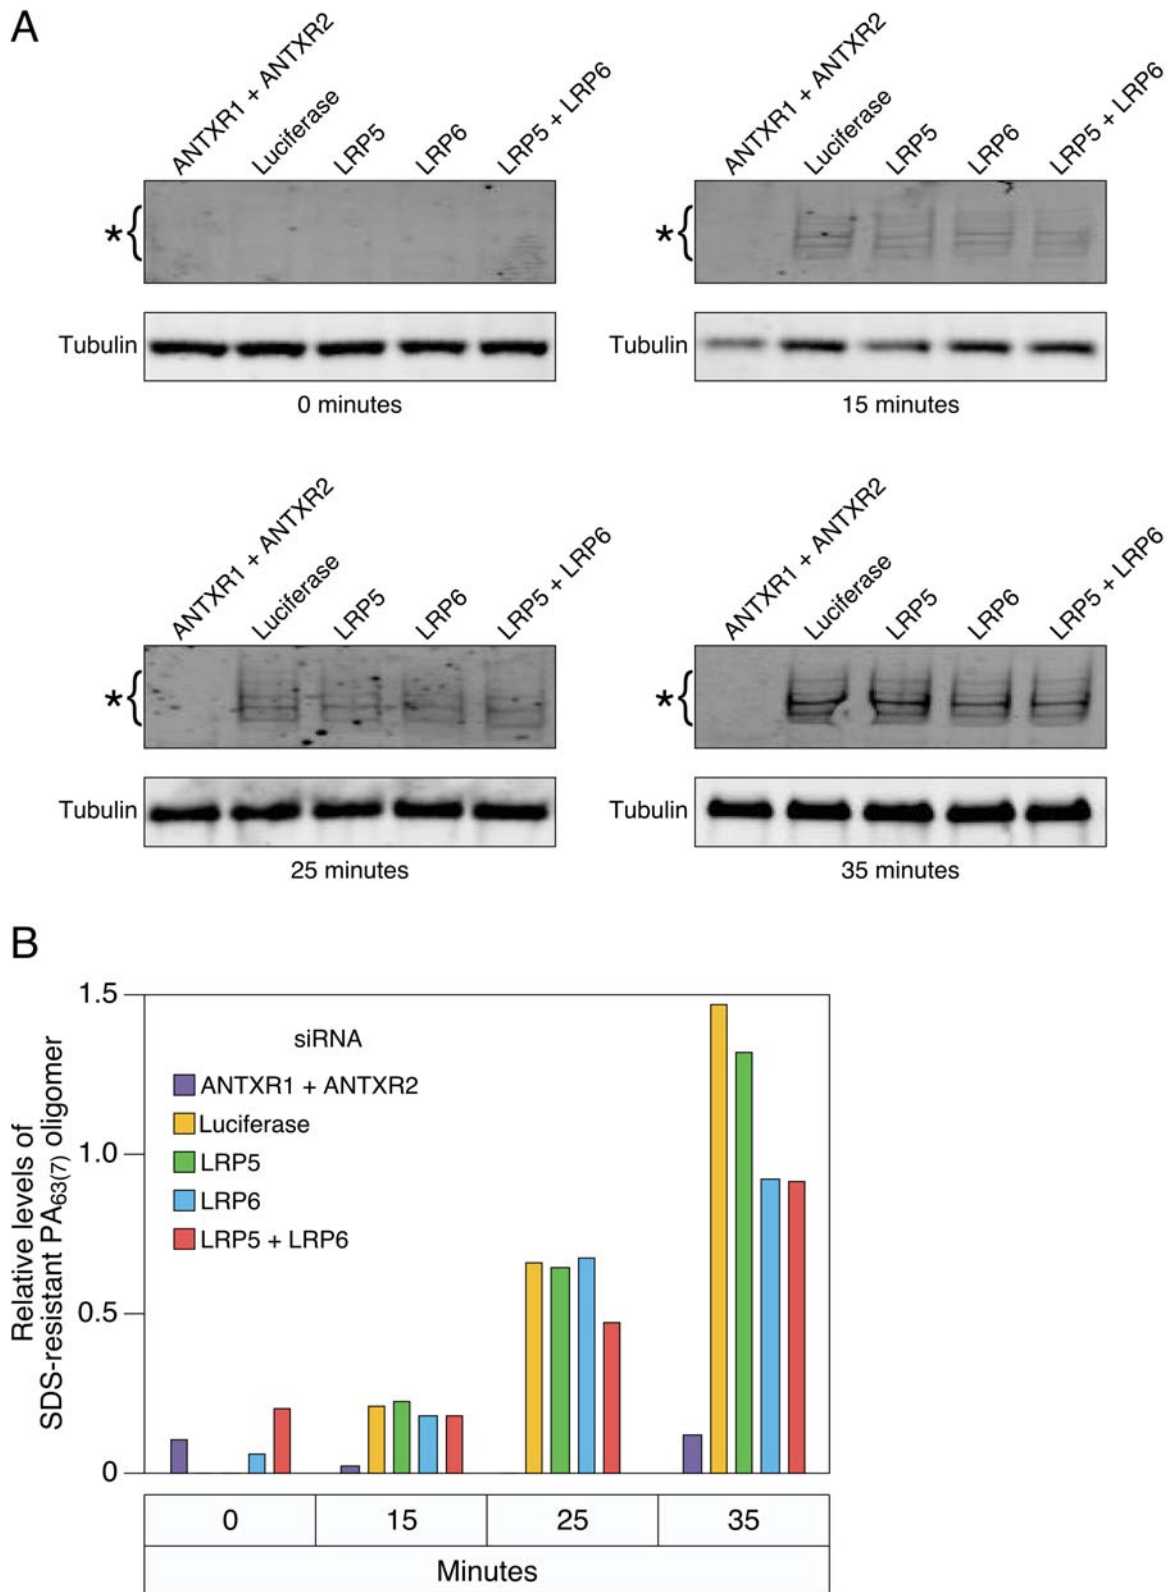 A
ANTXR1 + ANTXR2
Luciferase
LRP5
LRP6
LRP5 + LRP6
*{
Tubulin
0 minutes
ANTXR1 + ANTXR2
Luciferase
LRP5
LRP6
LRP5 + LRP6
*{
Tubulin
15 minutes
ANTXR1 + ANTXR2
Luciferase
LRP5
LRP6
LRP5 + LRP6
*{
Tubulin
25 minutes
ANTXR1 + ANTXR2
Luciferase
LRP5
LRP6
LRP5 + LRP6
*{
Tubulin
35 minutes
B
Relative levels of
SDS-resistant PA63(7) oligomer
1.5
1.0
0.5
0
siRNA
ANTXR1 + ANTXR2
Luciferase
LRP5
LRP6
LRP5 + LRP6
0 15 25 35
Minutes